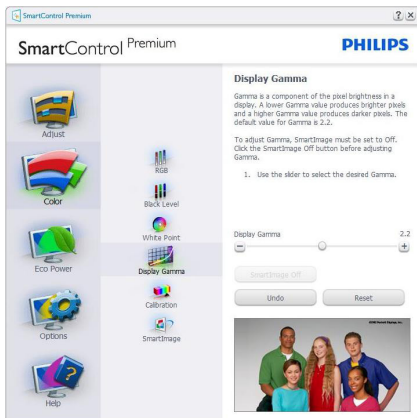 SmartControl Premium
? ×
SmartControl Premium
PHILIPS
Adjust
Color
Eco Power
Options
Help
RGB
Black Level
White Point
Display Gamma
Calibration
SmartImage
Display Gamma
Gamma is a component of the pixel brightness in a
display. A lower Gamma value produces brighter pixels
and a higher Gamma value produces darker pixels. The
default value for Gamma is 2.2.
To adjust Gamma, SmartImage must be set to Off.
Click the SmartImage Off button before adjusting
Gamma.
1. Use the slider to select the desired Gamma.
Display Gamma 2.2
SmartImage Off
Undo
Reset